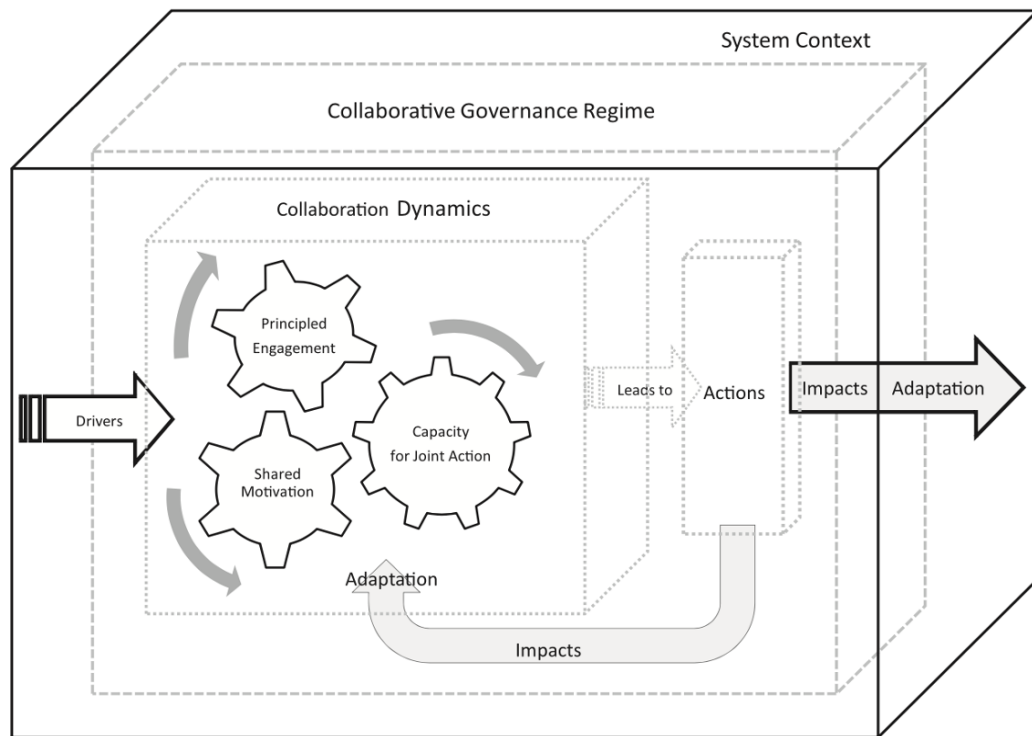 System Context
Collaborative Governance Regime
Collaboration Dynamics
Principled
Engagement
Drivers
Shared
Motivation
Capacity
for Joint Action
Leads to
Actions
Impacts
Adaptation
Adaptation
Impacts